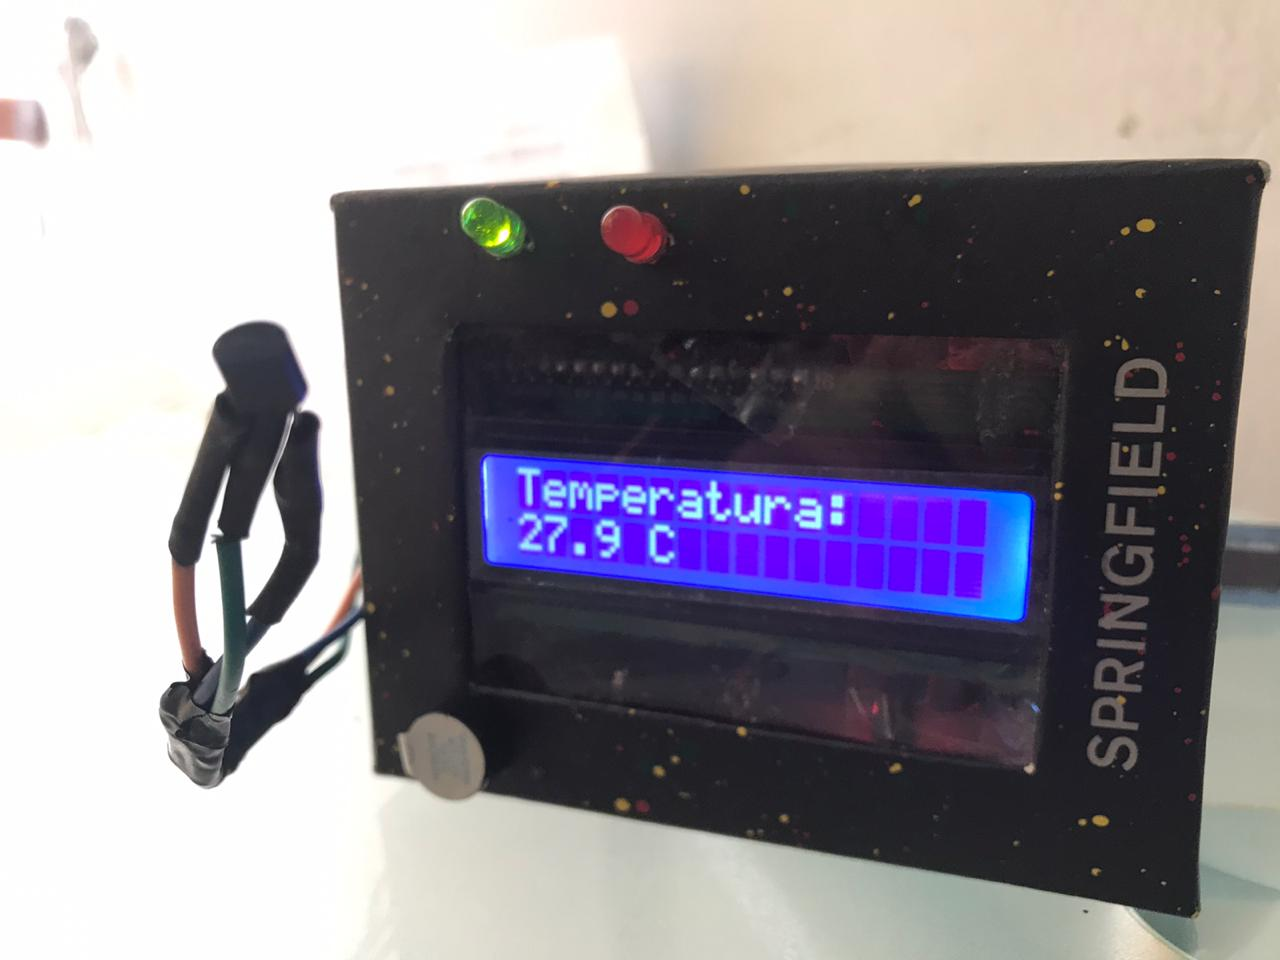 Temperatura:
27.9 C
SPRINGFIELD